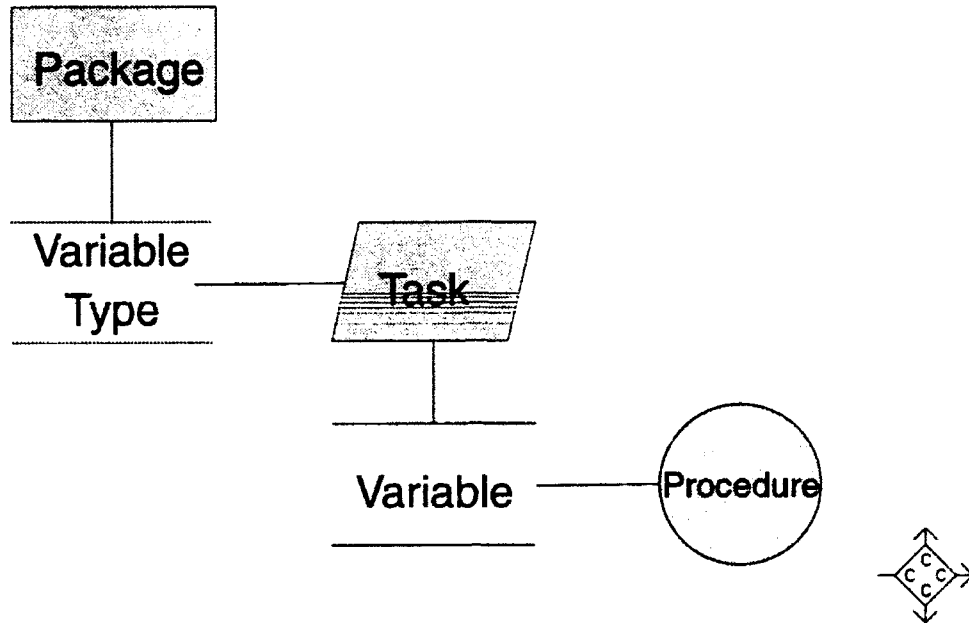 Package
Variable
Type
Task
Variable
Procedure
C
C C
C